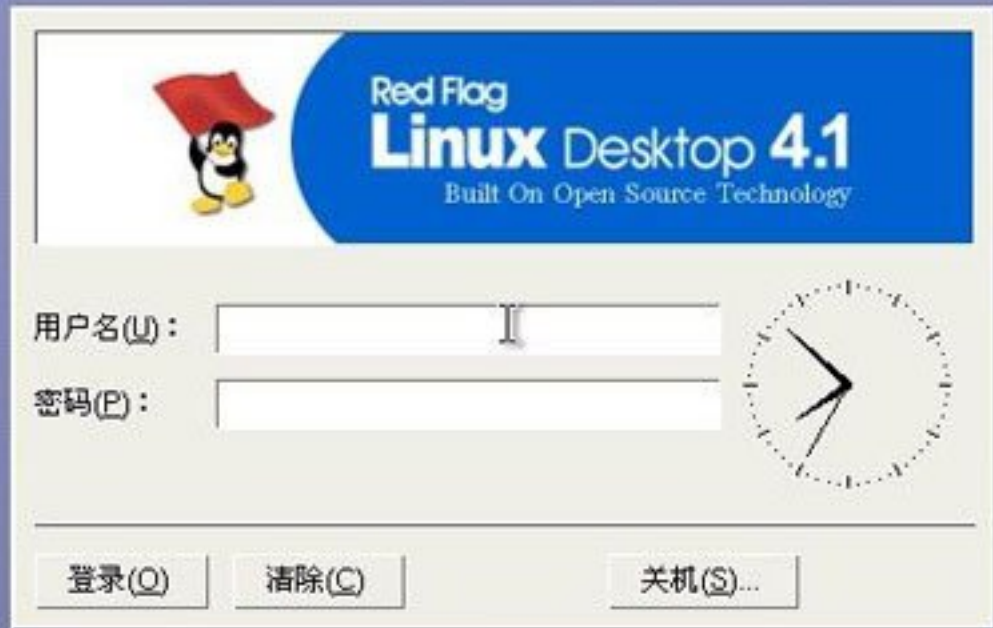 Red Flag
Linux Desktop 4.1
Built On Open Source Technology
用户名(U)：
密码(P)：
登录(O) 清除(C) 关机(S)...